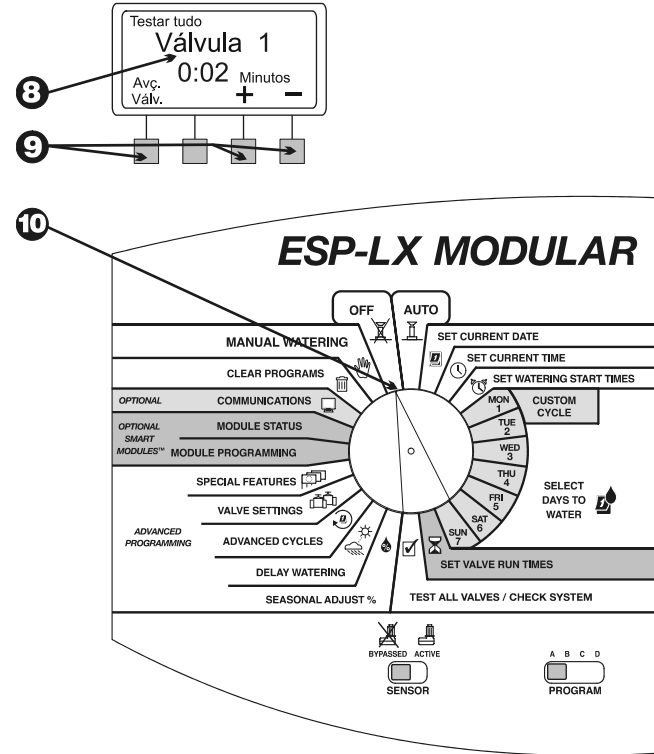 Testar tudo
Válvula 1
0:02 Minutos
Avç.
Válv.
+ −
8
9
10
ESP-LX MODULAR
OFF
AUTO
MANUAL WATERING
SET CURRENT DATE
CLEAR PROGRAMS
SET CURRENT TIME
SET WATERING START TIMES
OPTIONAL
COMMUNICATIONS
MON
1
CUSTOM
CYCLE
OPTIONAL
SMART
MODULES™
MODULE STATUS
MODULE PROGRAMMING
TUE
2
WED
3
THU
4
FRI
5
SAT
6
SUN
7
SELECT
DAYS TO
WATER
SPECIAL FEATURES
VALVE SETTINGS
ADVANCED
PROGRAMMING
ADVANCED CYCLES
DELAY WATERING
SEASONAL ADJUST %
SET VALVE RUN TIMES
TEST ALL VALVES / CHECK SYSTEM
BYPASSED ACTIVE
SENSOR
A B C D
PROGRAM